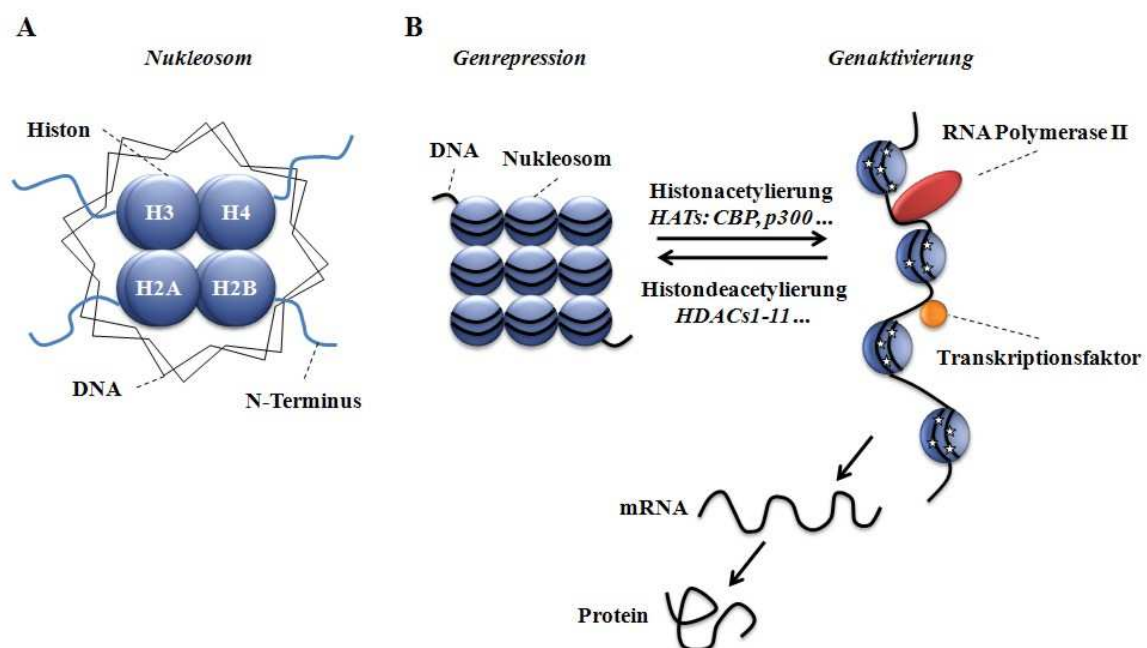 A
Nukleosom
Histon
H3
H4
H2A
H2B
DNA
N-Terminus
B
Genrepression
Genaktivierung
DNA
Nukleosom
Histonacetylierung
HATs: CBP, p300 ...
Histondeacetylierung
HDACs1-11 ...
RNA Polymerase II
Transkriptionsfaktor
mRNA
Protein